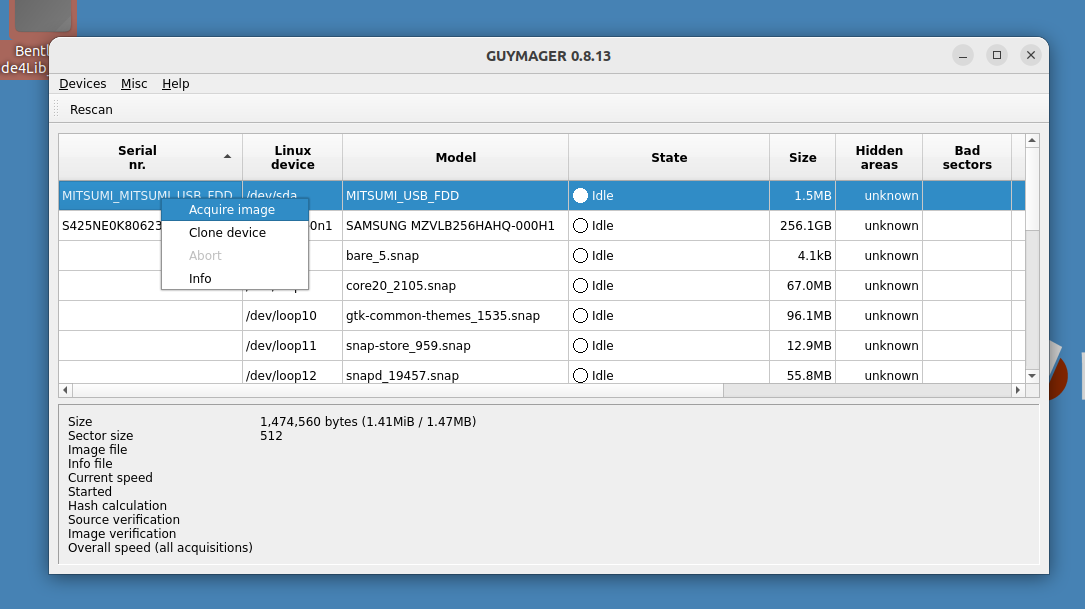 Bentl
de4Lib_
GUYMAGER 0.8.13
Devices Misc Help
Rescan
Serial nr. Linux device Model State Size Hidden areas Bad sectors
MITSUMI_MITSUMI_USB_FDD /dev/sda MITSUMI_USB_FDD Idle 1.5MB unknown
S425NE0K80623 0n1 SAMSUNG MZVLB256HAHQ-000H1 Idle 256.1GB unknown
bare_5.snap Idle 4.1kB unknown
core20_2105.snap Idle 67.0MB unknown
/dev/loop10 gtk-common-themes_1535.snap Idle 96.1MB unknown
/dev/loop11 snap-store_959.snap Idle 12.9MB unknown
/dev/loop12 snapd_19457.snap Idle 55.8MB unknown
Acquire image
Clone device
Abort
Info
Size 1,474,560 bytes (1.41MiB / 1.47MB)
Sector size 512
Image file
Info file
Current speed
Started
Hash calculation
Source verification
Image verification
Overall speed (all acquisitions)